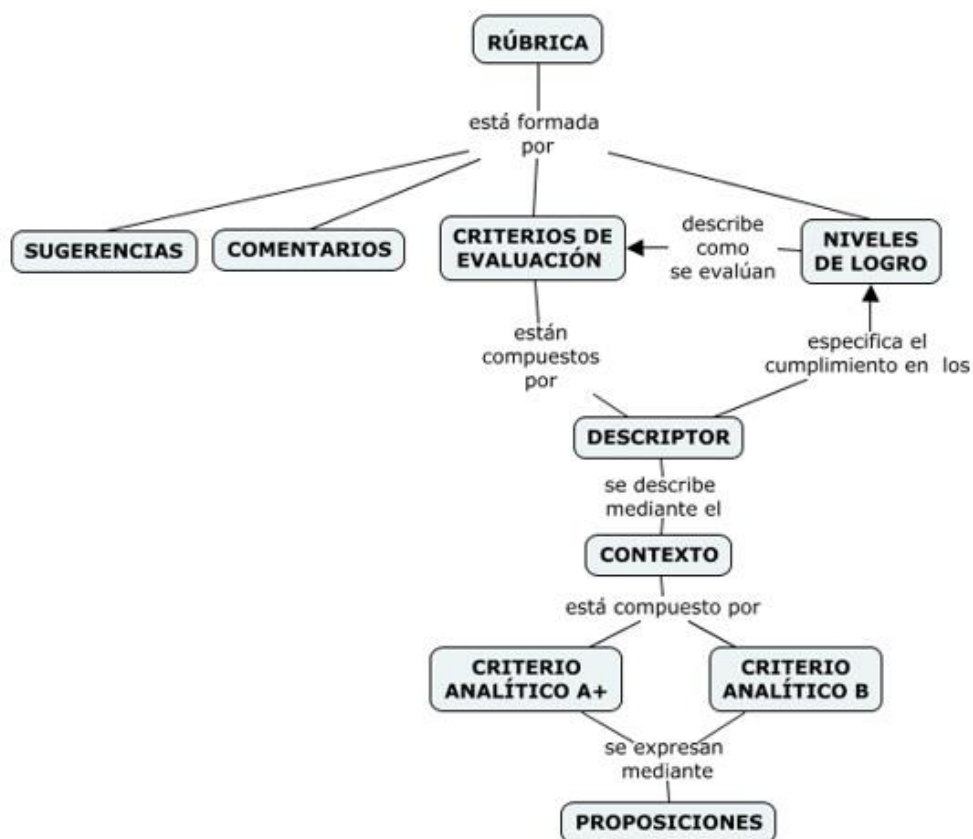 RÚBRICA
está formada
por
SUGERENCIAS
COMENTARIOS
CRITERIOS DE
EVALUACIÓN
describe
como
se evalúan
NIVELES
DE LOGRO
están
compuestos
por
especifica el
cumplimiento en los
DESCRIPTOR
se describe
mediante el
CONTEXTO
está compuesto por
CRITERIO
ANALÍTICO A+
CRITERIO
ANALÍTICO B
se expresan
mediante
PROPOSICIONES